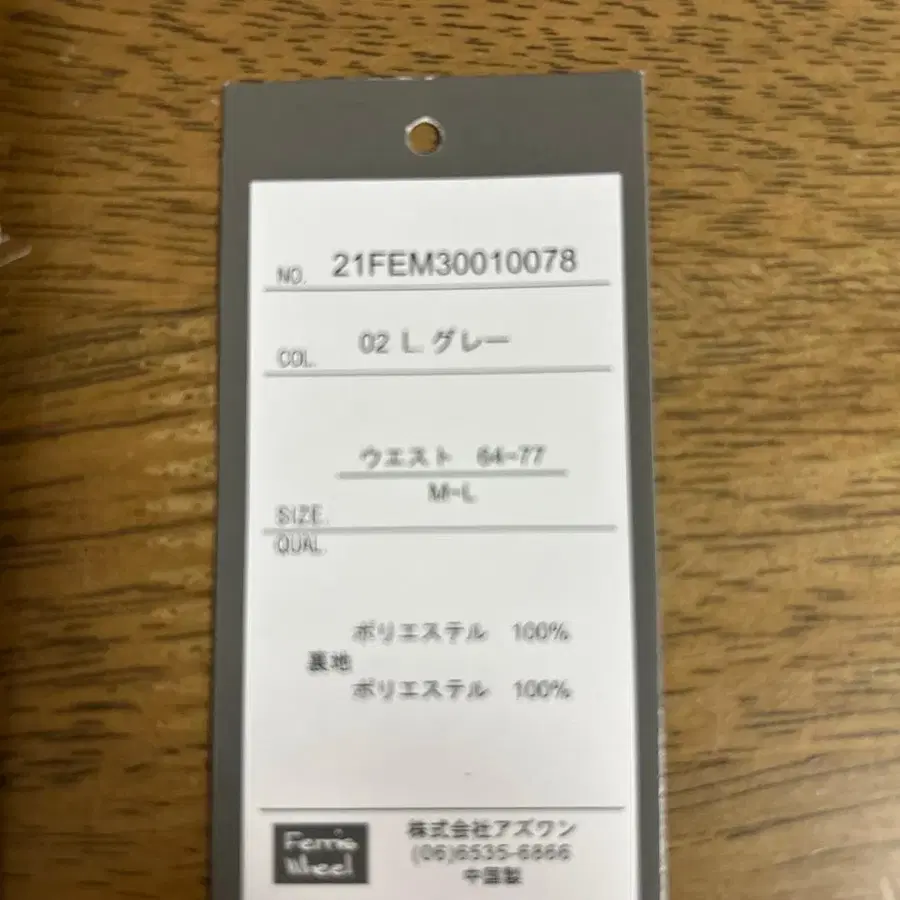 NO. 21FEM30010078
COL. 02 L.グレー
ウエスト 64-77
M-L
SIZE.
QUAL.
ポリエステル 100%
裏地
ポリエステル 100%
Ferris Wheel
株式会社アズワン
(06)6535-6866
中国製